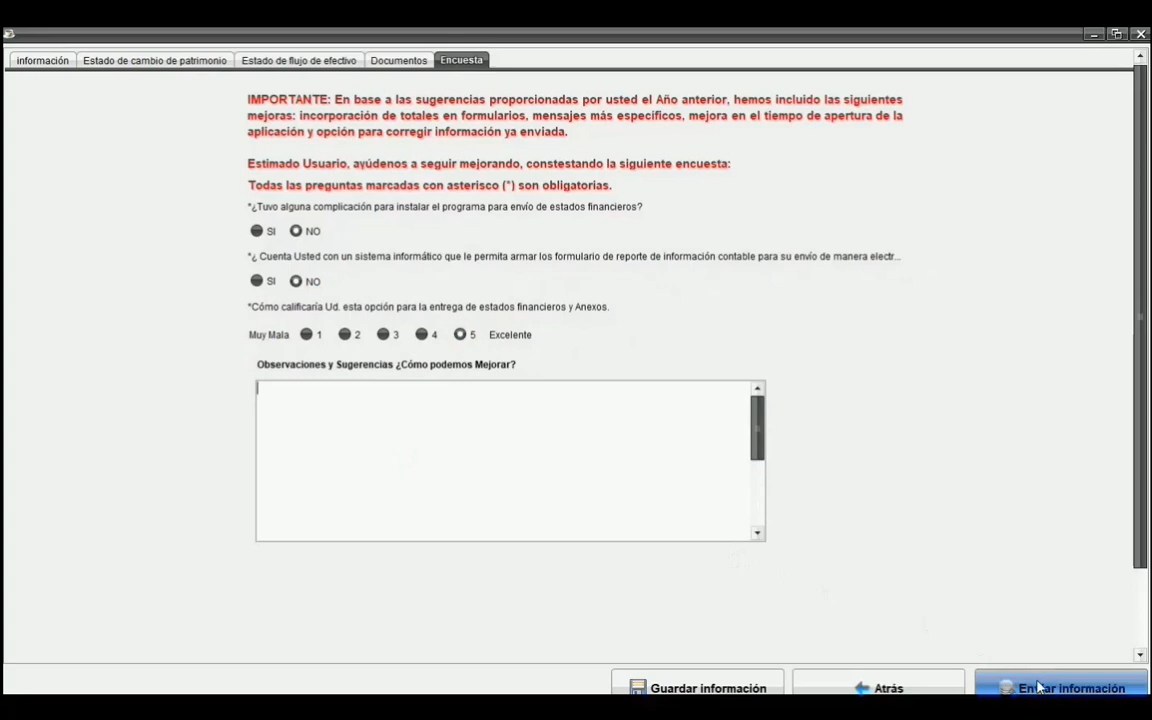 información Estado de cambio de patrimonio Estado de flujo de efectivo Documentos Encuesta
IMPORTANTE: En base a las sugerencias proporcionadas por usted el Año anterior, hemos incluido las siguientes
mejoras: incorporación de totales en formularios, mensajes más específicos, mejora en el tiempo de apertura de la
aplicación y opción para corregir información ya enviada.
Estimado Usuario, ayúdenos a seguir mejorando, constestando la siguiente encuesta:
Todas las preguntas marcadas con asterisco (*) son obligatorias.
*¿Tuvo alguna complicación para instalar el programa para envío de estados financieros?
SI NO
*¿ Cuenta Usted con un sistema informático que le permita armar los formulario de reporte de información contable para su envío de manera electr...
SI NO
*Cómo calificaría Ud. esta opción para la entrega de estados financieros y Anexos.
Muy Mala 1 2 3 4 5 Excelente
Observaciones y Sugerencias ¿Cómo podemos Mejorar?
Guardar información Atrás Enviar información